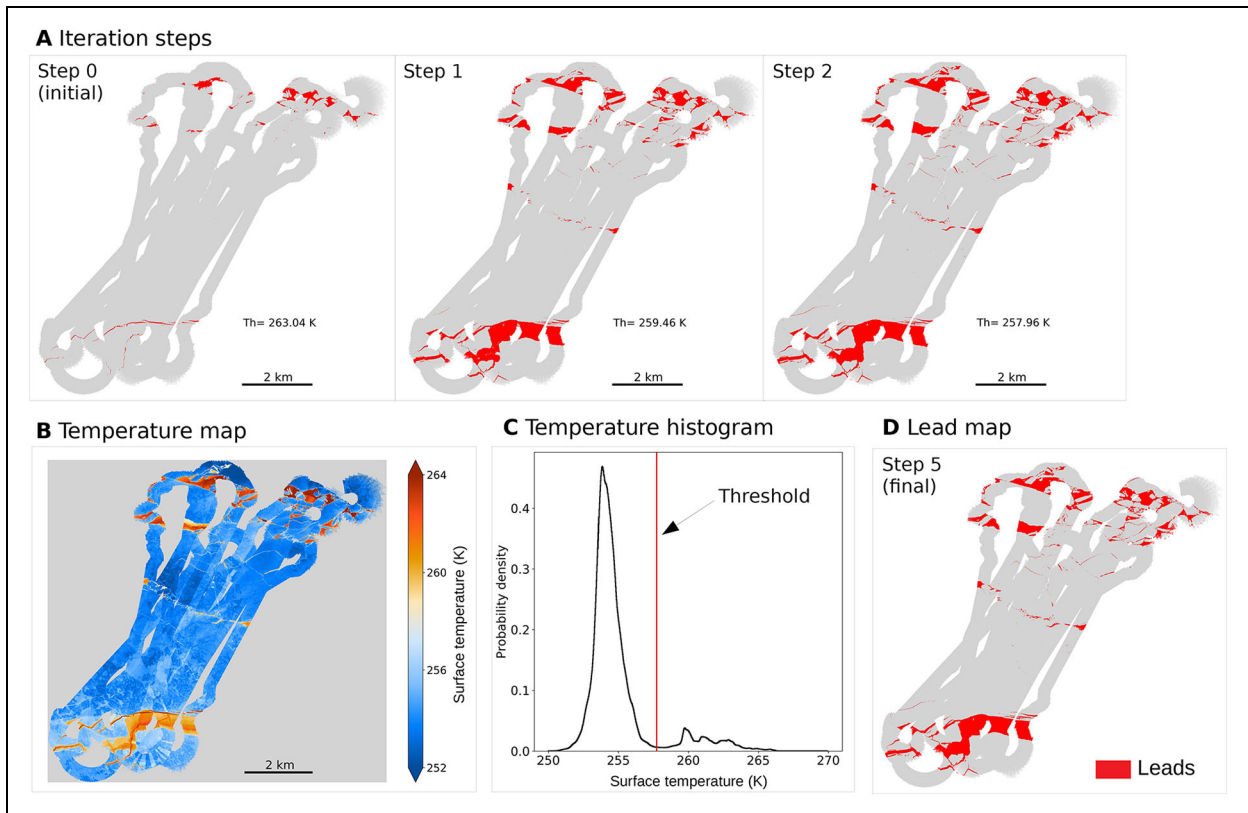 A Iteration steps
Step 0
(initial)
Step 1
Step 2
Th= 263.04 K
Th= 259.46 K
Th= 257.96 K
2 km
2 km
2 km
B Temperature map
264
260
256
252
Surface temperature (K)
2 km
C Temperature histogram
Threshold
Probability density
0.4
0.3
0.2
0.1
0.0
250
255
260
265
270
Surface temperature (K)
D Lead map
Step 5
(final)
Leads